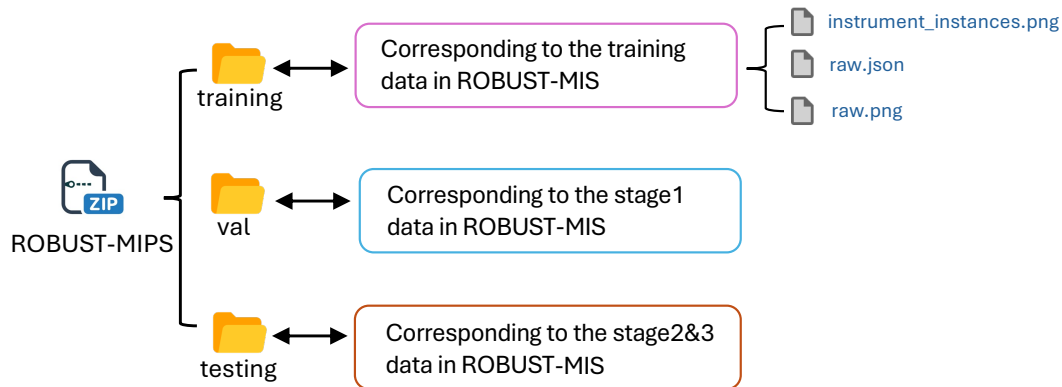 instrument_instances.png
Corresponding to the training
data in ROBUST-MIS
raw.json
training
raw.png
ZIP
ROBUST-MIPS
Corresponding to the stage1
data in ROBUST-MIS
val
Corresponding to the stage2&3
data in ROBUST-MIS
testing